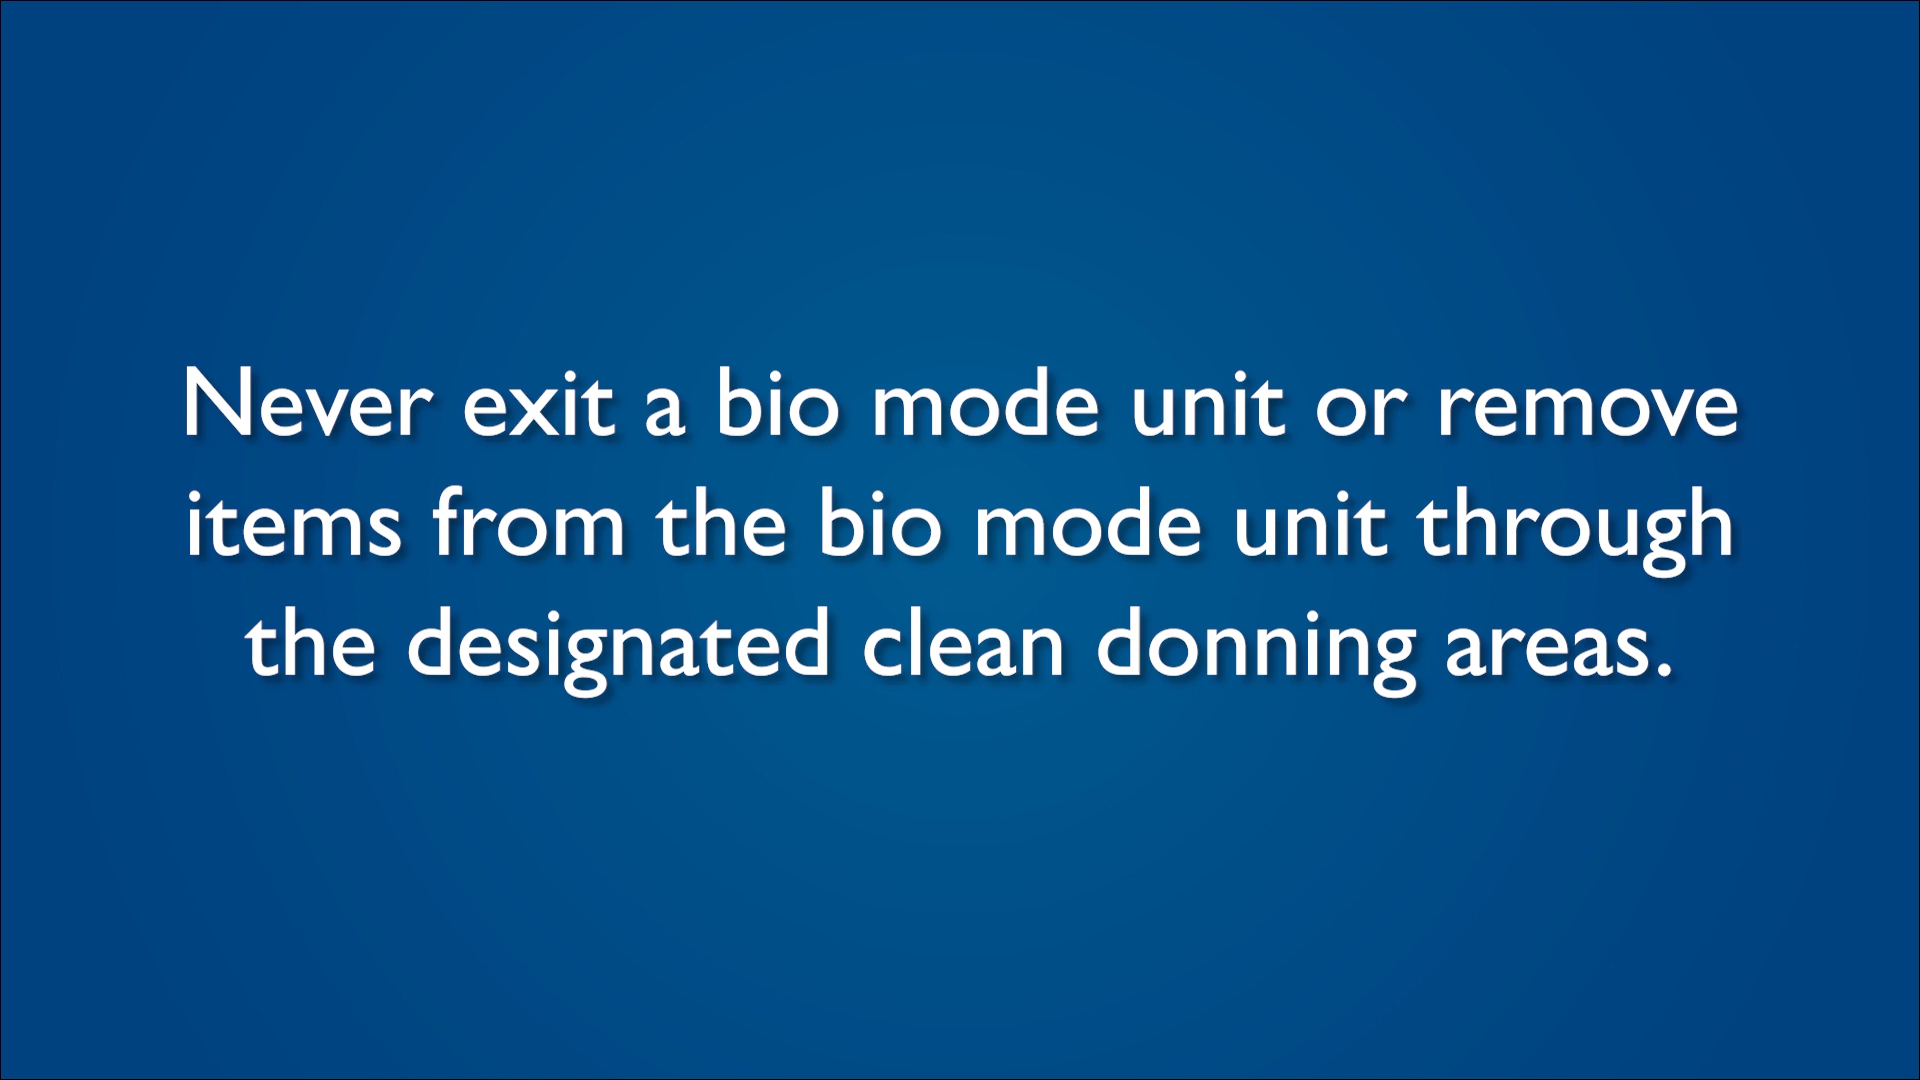 Never exit a bio mode unit or remove
items from the bio mode unit through
the designated clean donning areas.